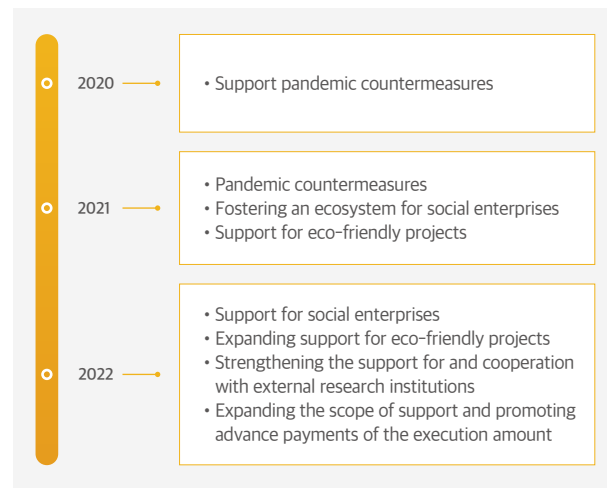 2020
• Support pandemic countermeasures
2021
• Pandemic countermeasures
• Fostering an ecosystem for social enterprises
• Support for eco-friendly projects
2022
• Support for social enterprises
• Expanding support for eco-friendly projects
• Strengthening the support for and cooperation
with external research institutions
• Expanding the scope of support and promoting
advance payments of the execution amount